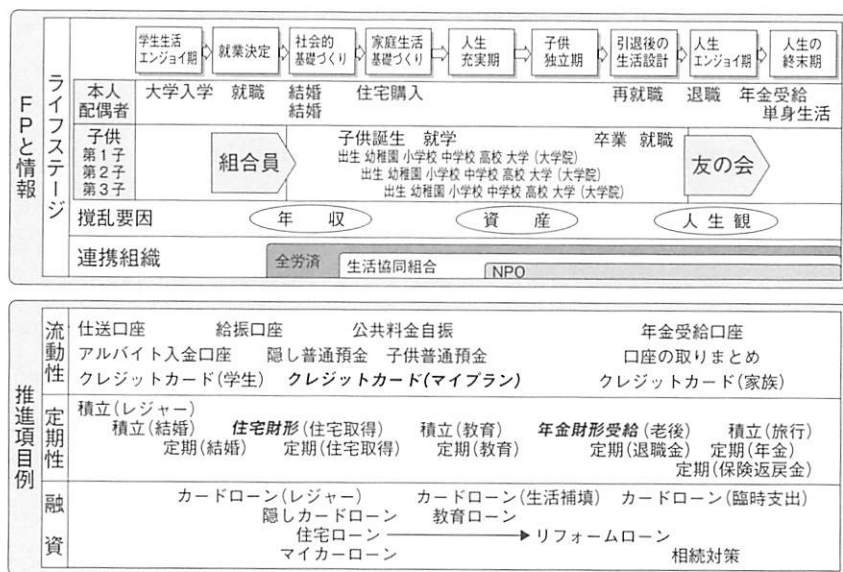 FPと情報
ライフステージ
学生生活
エンジョイ期
就業決定
社会的
基礎づくり
家庭生活
基礎づくり
人生
充実期
子供
独立期
引退後の
生活設計
人生
エンジョイ期
人生の
終末期
本人 大学入学 就職 結婚 住宅購入 再就職 退職 年金受給
配偶者 結婚 単身生活
子供 子供誕生 就学 卒業 就職
第1子 出生 幼稚園 小学校 中学校 高校 大学(大学院)
第2子 出生 幼稚園 小学校 中学校 高校 大学(大学院)
第3子 出生 幼稚園 小学校 中学校 高校 大学(大学院)
組合員
友の会
撹乱要因 年収 資産 人生観
連携組織 全労済
生活協同組合
NPO
推進項目例
流動性
仕送口座 給振口座 公共料金自振 年金受給口座
アルバイト入金口座 隠し普通預金 子供普通預金 口座の取りまとめ
クレジットカード(学生) クレジットカード(マイプラン) クレジットカード(家族)
定期性
積立(レジャー)
積立(結婚) 住宅財形(住宅取得) 積立(教育) 年金財形受給(老後) 積立(旅行)
定期(結婚) 定期(住宅取得) 定期(教育) 定期(退職金) 定期(年金)
定期(保険返戻金)
融資
カードローン(レジャー) カードローン(生活補填) カードローン(臨時支出)
隠しカードローン 教育ローン
住宅ローン リフォームローン
マイカーローン 相続対策